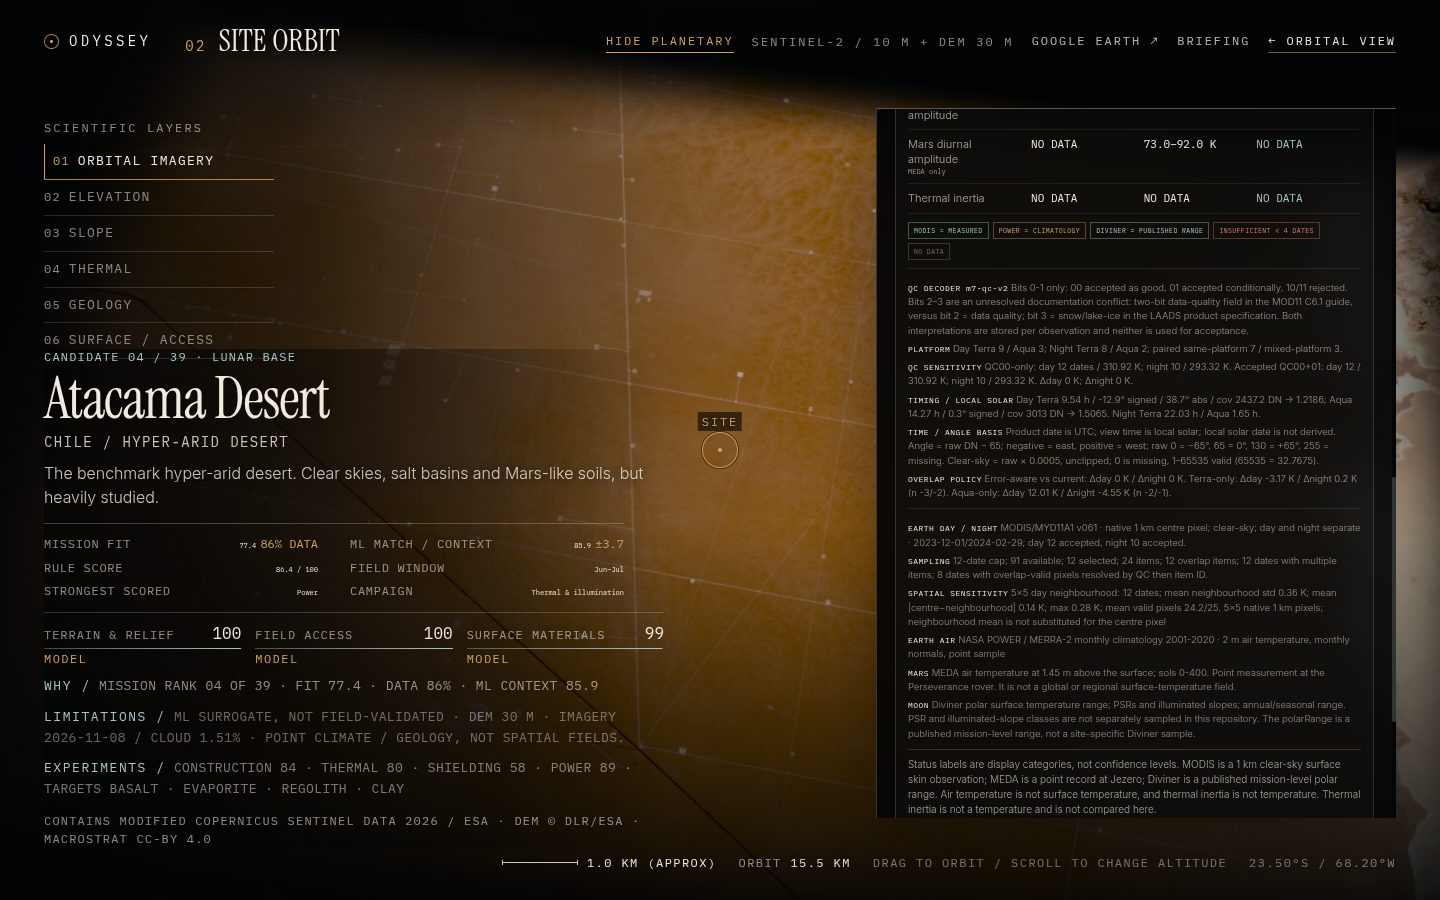 ODYSSEY
02 SITE ORBIT
HIDE PLANETARY
SENTINEL-2 / 10 M + DEM 30 M
GOOGLE EARTH ↗
BRIEFING
← ORBITAL VIEW
SCIENTIFIC LAYERS
01 ORBITAL IMAGERY
02 ELEVATION
03 SLOPE
04 THERMAL
05 GEOLOGY
06 SURFACE / ACCESS
CANDIDATE 04 / 39 · LUNAR BASE
Atacama Desert
CHILE / HYPER-ARID DESERT
The benchmark hyper-arid desert. Clear skies, salt basins and Mars-like soils, but
heavily studied.
MISSION FIT 77.4 86% DATA
ML MATCH / CONTEXT 85.9 ±3.7
RULE SCORE 86.4 / 100
FIELD WINDOW Jun–Jul
STRONGEST SCORED Power
CAMPAIGN Thermal & illumination
TERRAIN & RELIEF 100
FIELD ACCESS 100
SURFACE MATERIALS 99
MODEL
MODEL
MODEL
WHY / MISSION RANK 04 OF 39 · FIT 77.4 · DATA 86% · ML CONTEXT 85.9
LIMITATIONS / ML SURROGATE, NOT FIELD-VALIDATED · DEM 30 M · IMAGERY
2026-11-08 / CLOUD 1.51% · POINT CLIMATE / GEOLOGY, NOT SPATIAL FIELDS.
EXPERIMENTS / CONSTRUCTION 84 · THERMAL 80 · SHIELDING 58 · POWER 89 ·
TARGETS BASALT · EVAPORITE · REGOLITH · CLAY
CONTAINS MODIFIED COPERNICUS SENTINEL DATA 2026 / ESA · DEM © DLR/ESA ·
MACROSTRAT CC-BY 4.0
SITE
amplitude
Mars diurnal NO DATA 73.0–92.0 K NO DATA
amplitude
MEDA only
Thermal inertia NO DATA NO DATA NO DATA
MODIS = MEASURED
POWER = CLIMATOLOGY
DIVINER = PUBLISHED RANGE
INSUFFICIENT < 4 DATES
NO DATA
QC DECODER m7-qc-v2 Bits 0-1 only: 00 accepted as good, 01 accepted conditionally, 10/11 rejected.
Bits 2–3 are an unresolved documentation conflict: two-bit data-quality field in the MOD11 C6.1 guide,
versus bit 2 = data quality; bit 3 = snow/lake-ice in the LAADS product specification. Both
interpretations are stored per observation and neither is used for acceptance.
PLATFORM Day Terra 9 / Aqua 3; Night Terra 8 / Aqua 2; paired same-platform 7 / mixed-platform 3.
QC SENSITIVITY QC00-only: day 12 dates / 310.92 K; night 10 / 293.32 K. Accepted QC00+01: day 12 /
310.92 K; night 10 / 293.32 K. Δday 0 K; Δnight 0 K.
TIMING / LOCAL SOLAR Day Terra 9.54 h / -12.9° signed / 38.7° abs / cov 2437.2 DN → 1.2186; Aqua
14.27 h / 0.3° signed / cov 3013 DN → 1.5065. Night Terra 22.03 h / Aqua 1.65 h.
TIME / ANGLE BASIS Product date is UTC; view time is local solar; local solar date is not derived.
Angle = raw DN − 65; negative = east, positive = west; raw 0 = −65°, 65 = 0°, 130 = +65°, 255 =
missing. Clear-sky = raw × 0.0005, unclipped; 0 is missing, 1–65535 valid (65535 = 32.7675).
OVERLAP POLICY Error-aware vs current: Δday 0 K / Δnight 0 K. Terra-only: Δday -3.17 K / Δnight 0.2 K
(n -3/-2). Aqua-only: Δday 12.01 K / Δnight -4.55 K (n -2/-1).
EARTH DAY / NIGHT MODIS/MYD11A1 v061 · native 1 km centre pixel; clear-sky; day and night separate
· 2023-12-01/2024-02-29; day 12 accepted, night 10 accepted.
SAMPLING 12-date cap; 91 available; 12 selected; 24 items; 12 overlap items; 12 dates with multiple
items; 8 dates with overlap-valid pixels resolved by QC then item ID.
SPATIAL SENSITIVITY 5×5 day neighbourhood: 12 dates; mean neighbourhood std 0.36 K; mean
|centre−neighbourhood| 0.14 K; max 0.28 K; mean valid pixels 24.2/25. 5×5 native 1 km pixels;
neighbourhood mean is not substituted for the centre pixel
EARTH AIR NASA POWER / MERRA-2 monthly climatology 2001-2020 · 2 m air temperature, monthly
normals, point sample
MARS MEDA air temperature at 1.45 m above the surface; sols 0-400. Point measurement at the
Perseverance rover. It is not a global or regional surface-temperature field.
MOON Diviner polar surface temperature range; PSRs and illuminated slopes; annual/seasonal range.
PSR and illuminated-slope classes are not separately sampled in this repository. The polarRange is a
published mission-level range, not a site-specific Diviner sample.
Status labels are display categories, not confidence levels. MODIS is a 1 km clear-sky surface
skin observation; MEDA is a point record at Jezero; Diviner is a published mission-level polar
range. Air temperature is not surface temperature, and thermal inertia is not temperature. Thermal
inertia is not a temperature and is not compared here.
1.0 KM (APPROX)
ORBIT 15.5 KM
DRAG TO ORBIT / SCROLL TO CHANGE ALTITUDE
23.50°S / 68.20°W